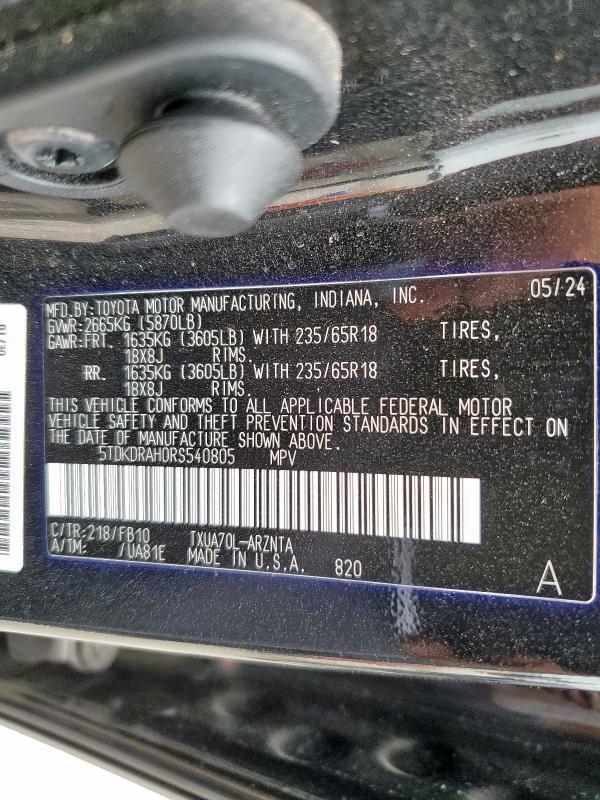 MFD.BY:TOYOTA MOTOR MANUFACTURING, INDIANA, INC. 05/24
GVWR:2665KG (5870LB)
GAWR:FRT. 1635KG (3605LB) WITH 235/65R18 TIRES,
18X8J RIMS.
RR. 1635KG (3605LB) WITH 235/65R18 TIRES,
18X8J RIMS.
THIS VEHICLE CONFORMS TO ALL APPLICABLE FEDERAL MOTOR
VEHICLE SAFETY AND THEFT PREVENTION STANDARDS IN EFFECT ON
THE DATE OF MANUFACTURE SHOWN ABOVE.
5TDKDRAH0RS540805 MPV
C/TR:218/FB10 TXUA70L-ARZNTA
A/TM: /UA81E MADE IN U.S.A. 820
A